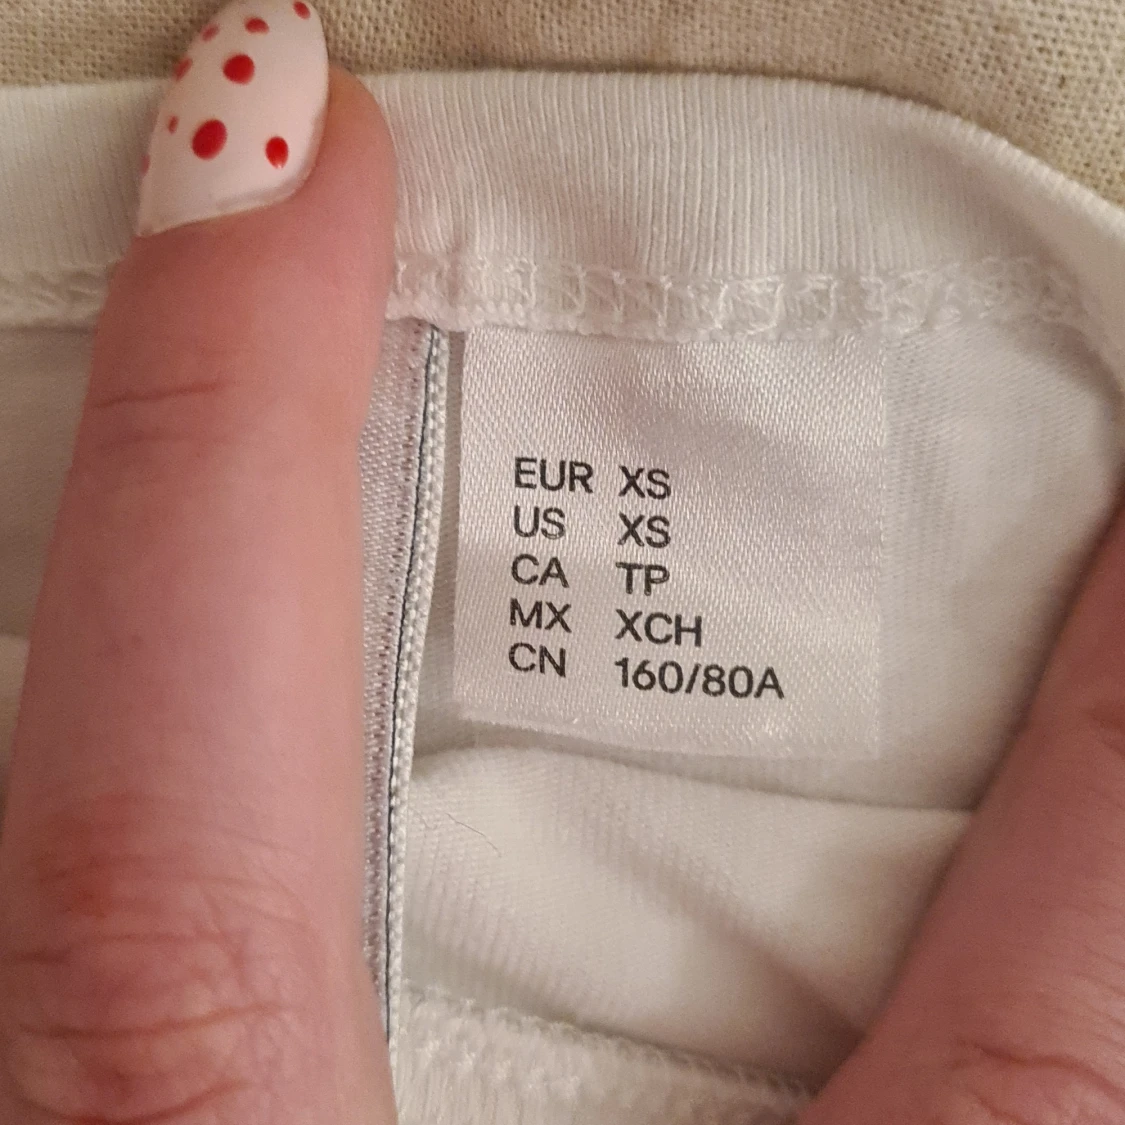 EUR XS
US XS
CA TP
MX XCH
CN 160/80A